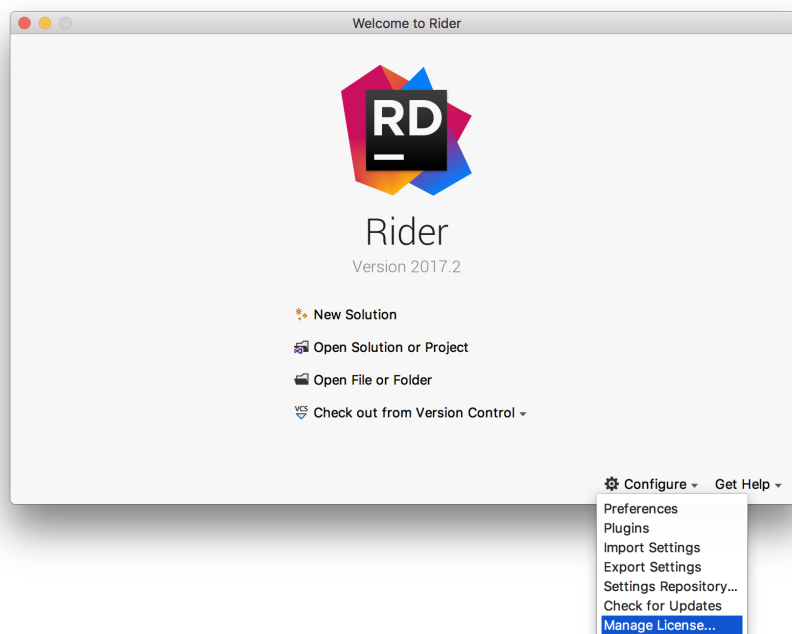 Welcome to Rider
RD
Rider
Version 2017.2
New Solution
Open Solution or Project
Open File or Folder
VCS Check out from Version Control
Configure Get Help
Preferences
Plugins
Import Settings
Export Settings
Settings Repository...
Check for Updates
Manage License...